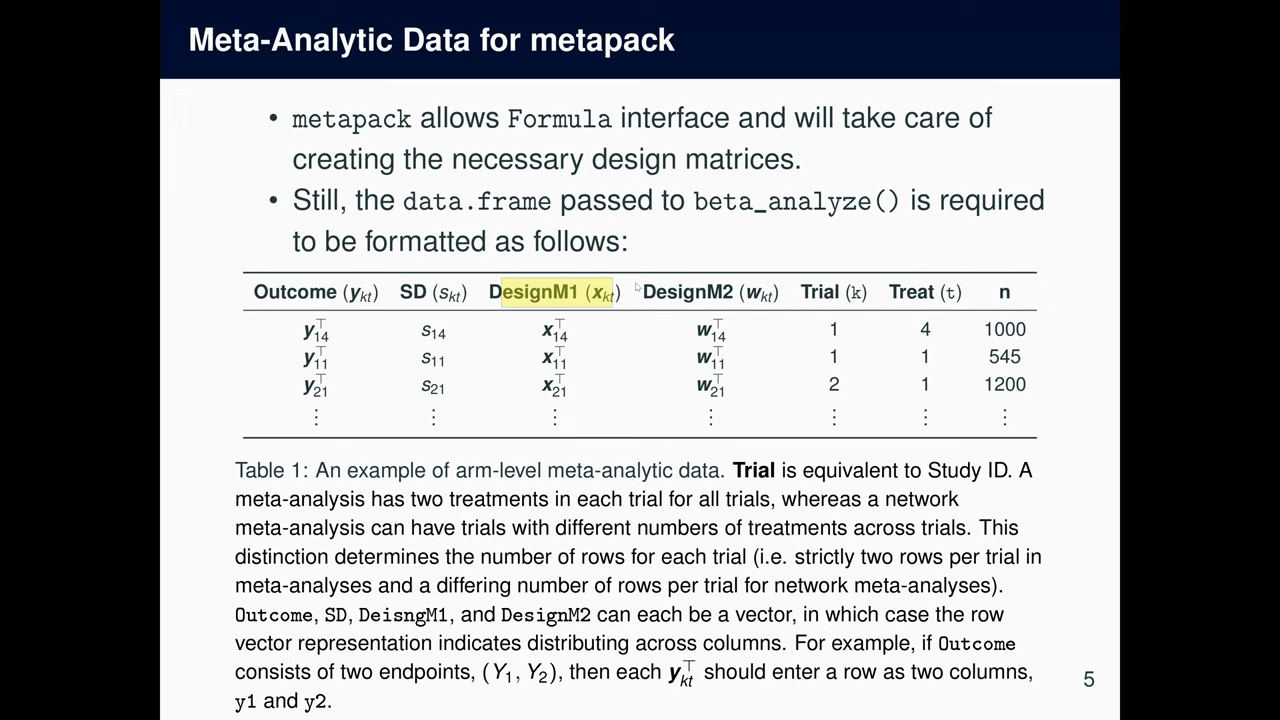 Meta-Analytic Data for metapack
• metapack allows Formula interface and will take care of
creating the necessary design matrices.
• Still, the data.frame passed to beta_analyze() is required
to be formatted as follows:
Outcome (y_kt) SD (s_kt) DesignM1 (x_kt) DesignM2 (w_kt) Trial (k) Treat (t) n
y_14^⊤ s_14 x_14^⊤ w_14^⊤ 1 4 1000
y_11^⊤ s_11 x_11^⊤ w_11^⊤ 1 1 545
y_21^⊤ s_21 x_21^⊤ w_21^⊤ 2 1 1200
⋮ ⋮ ⋮ ⋮ ⋮ ⋮ ⋮
Table 1: An example of arm-level meta-analytic data. Trial is equivalent to Study ID. A
meta-analysis has two treatments in each trial for all trials, whereas a network
meta-analysis can have trials with different numbers of treatments across trials. This
distinction determines the number of rows for each trial (i.e. strictly two rows per trial in
meta-analyses and a differing number of rows per trial for network meta-analyses).
Outcome, SD, DeisngM1, and DesignM2 can each be a vector, in which case the row
vector representation indicates distributing across columns. For example, if Outcome
consists of two endpoints, (Y_1, Y_2), then each y_kt^⊤ should enter a row as two columns,
y1 and y2.
5